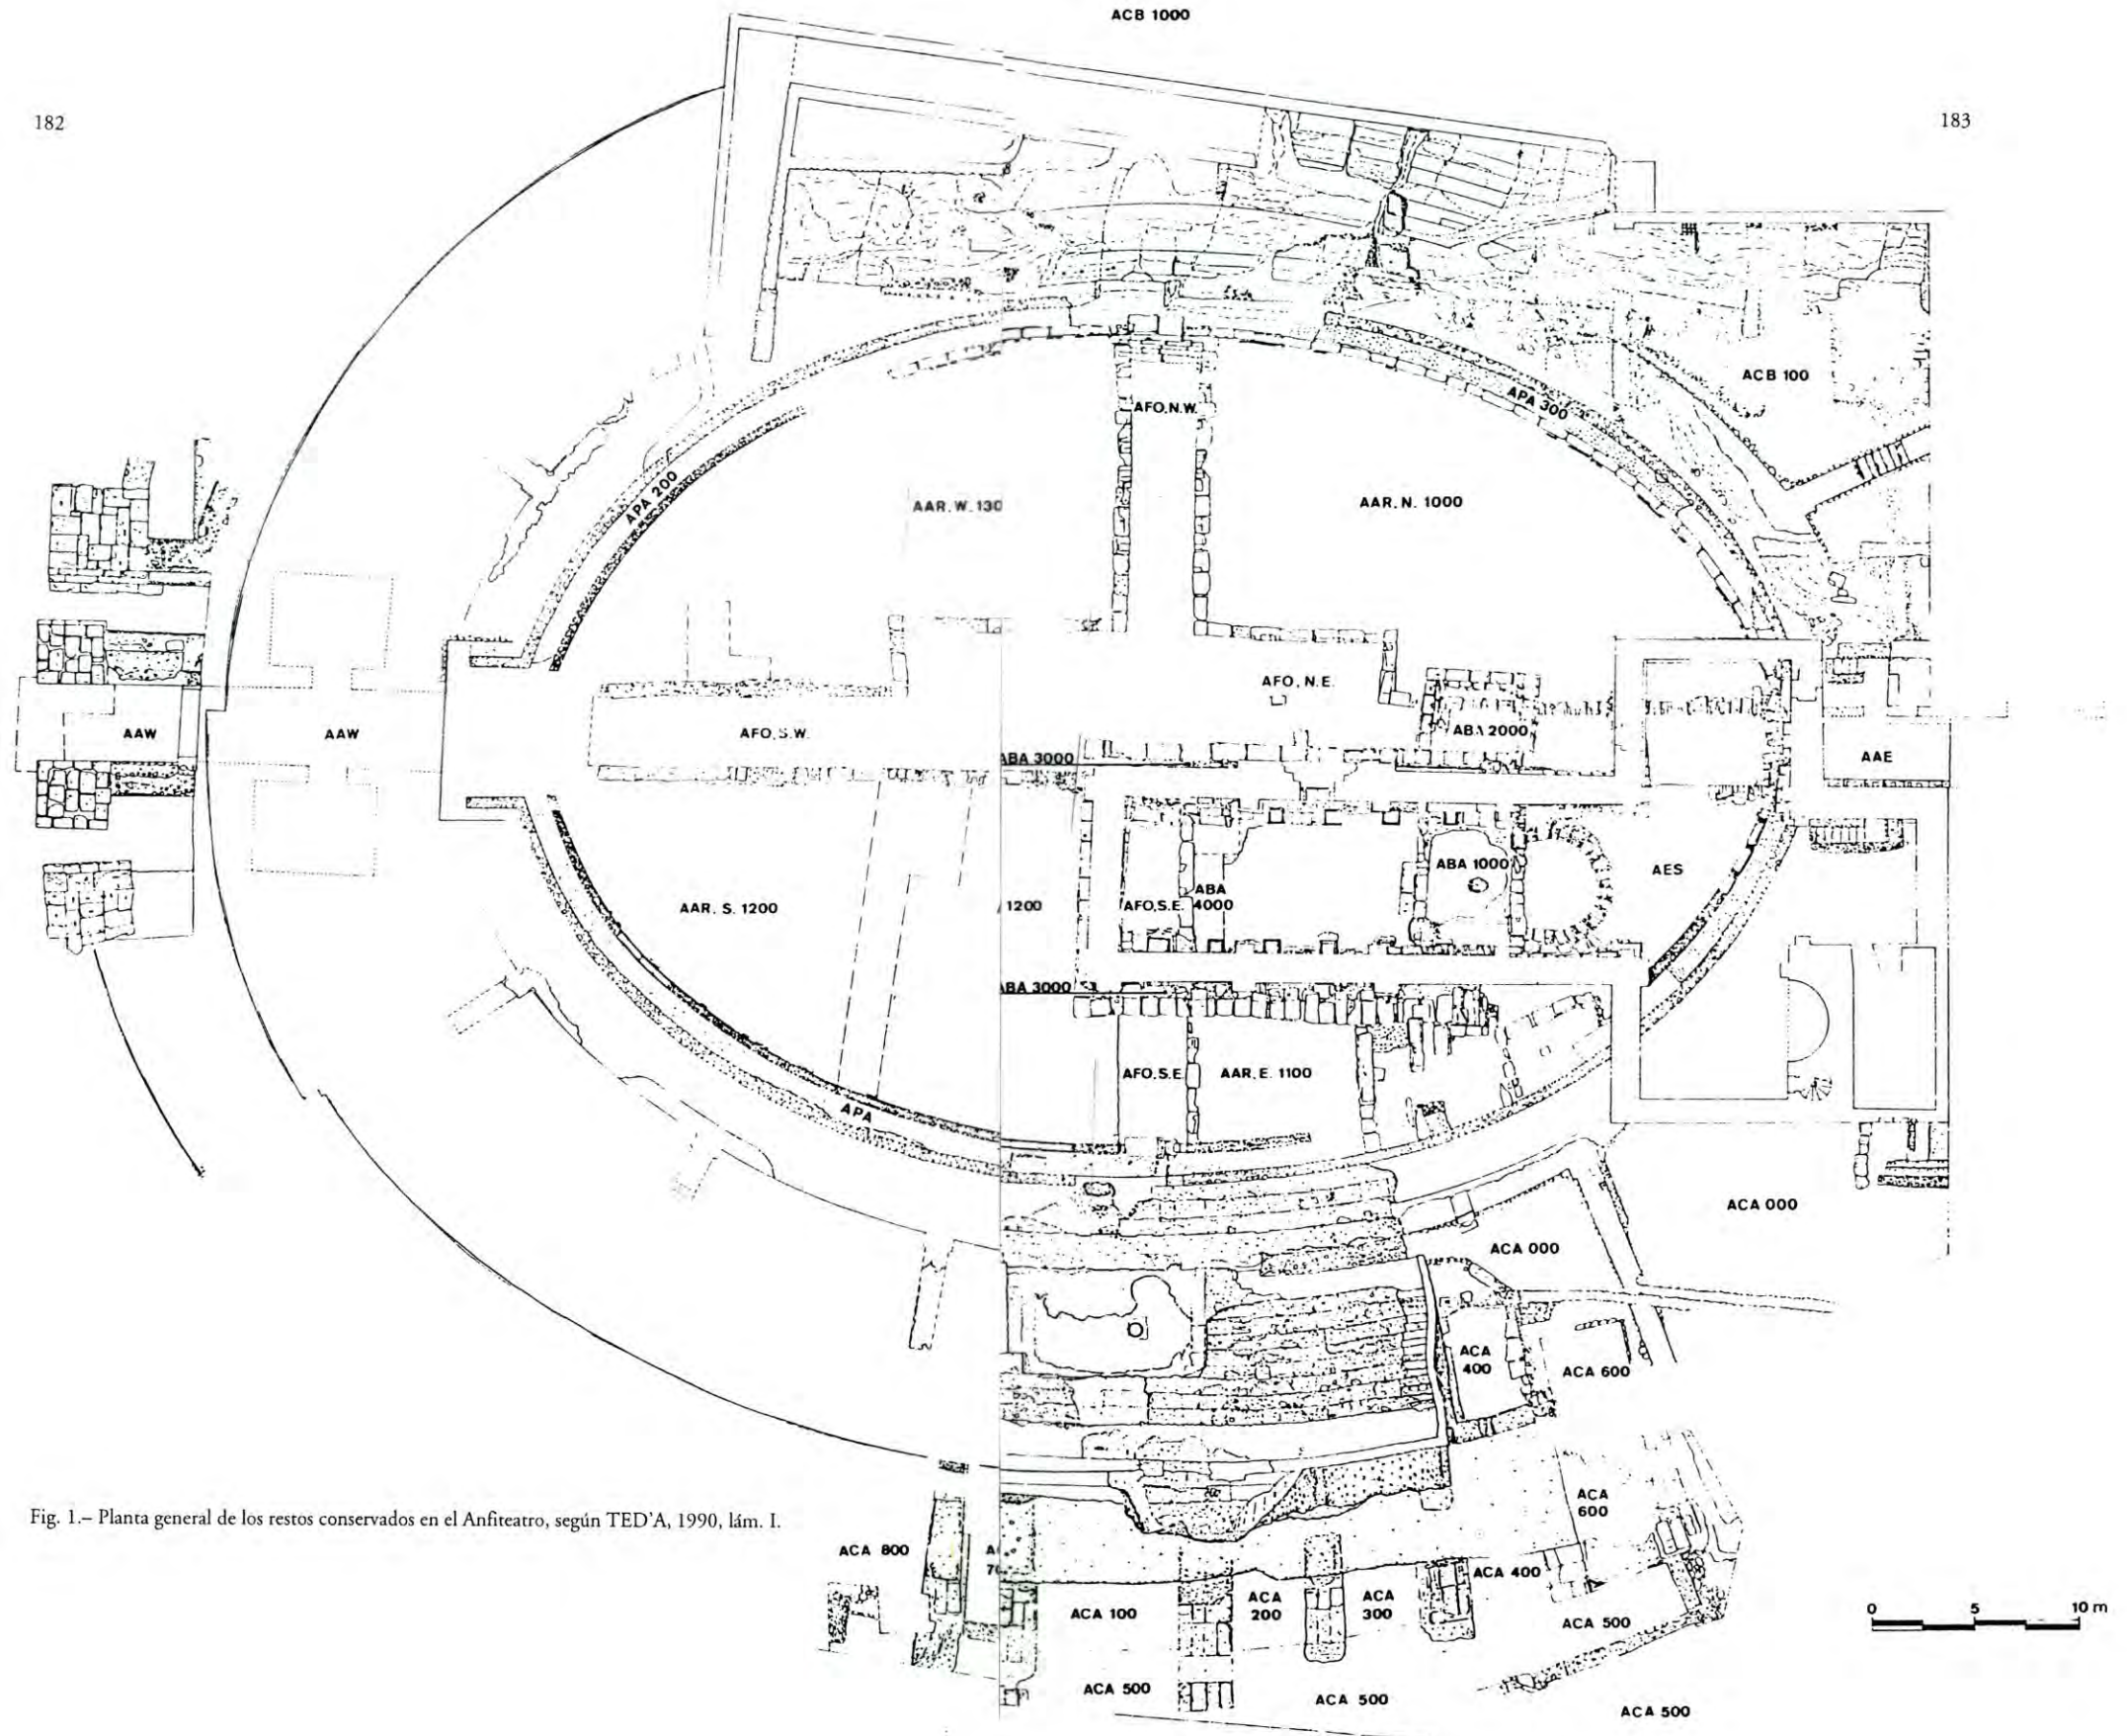 ACB 1000
182
183
ACB 100
APA 300
AFO.N.W.
APA 200
AAR. W. 130
AAR. N. 1000
AFO. N.E.
ABA 2000
AAW
AAW
AFO. S.W.
ABA 3000
AAE
ABA 1000
AES
ABA
4000
AFO.S.E.
AAR. S. 1200
1200
ABA 3000
AFO.S.E.
AAR. E. 1100
APA
ACA 000
ACA 000
ACA
400
ACA 600
ACA
600
Fig. 1.– Planta general de los restos conservados en el Anfiteatro, según TED'A, 1990, lám. I.
ACA 800
ACA 400
ACA 100
ACA
200
ACA
300
ACA 500
0 5 10 m
ACA 500
ACA 500
ACA 500